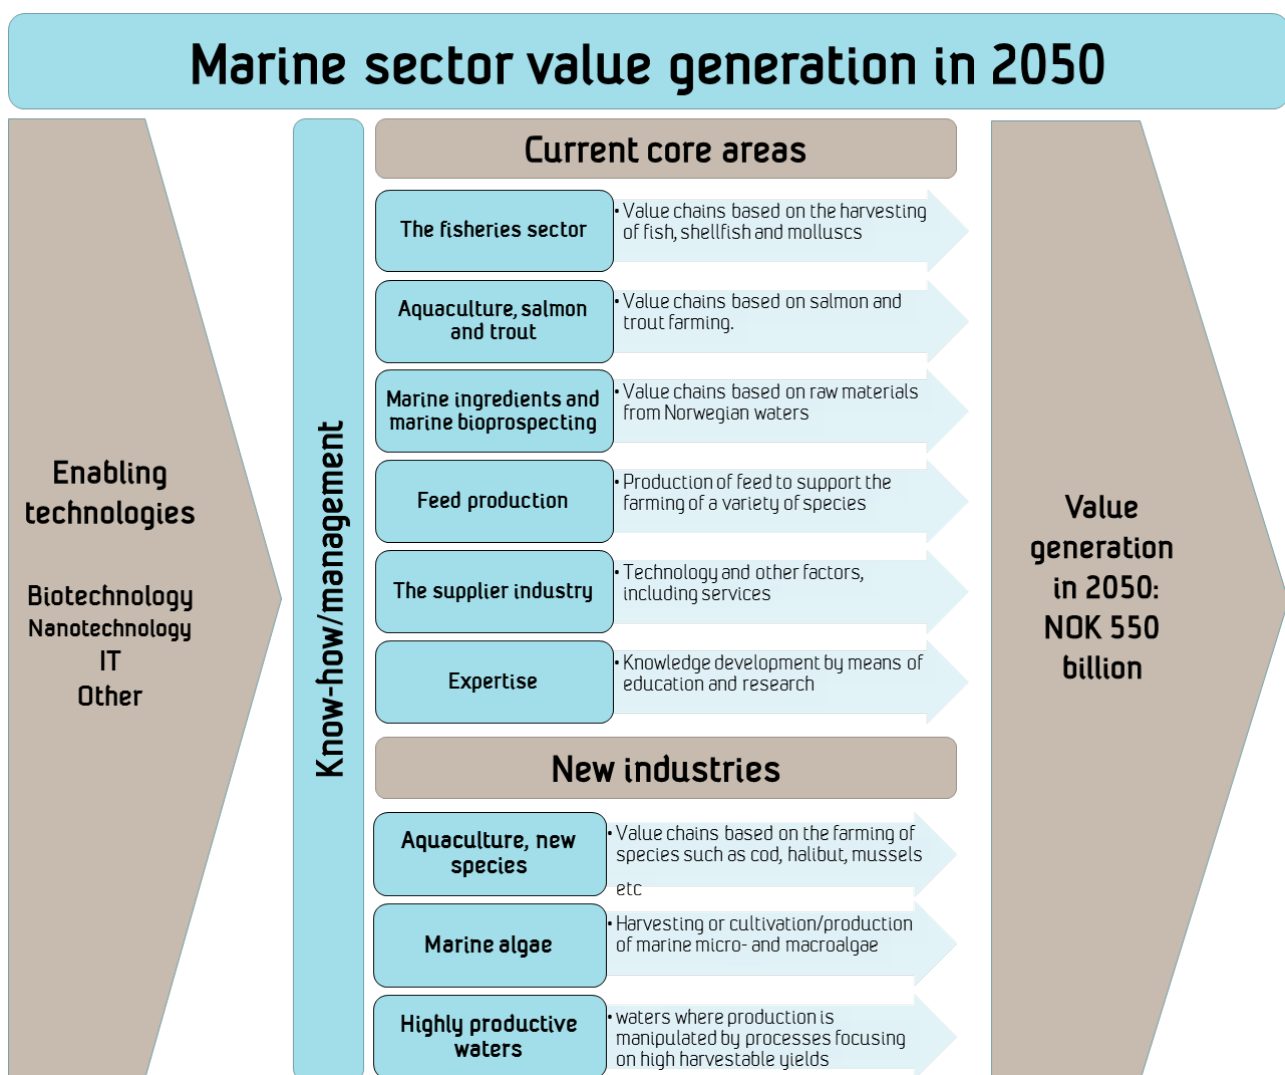 Marine sector value generation in 2050
Enabling
technologies
Biotechnology
Nanotechnology
IT
Other
Know-how/management
Current core areas
The fisheries sector
• Value chains based on the harvesting
of fish, shellfish and molluscs
Aquaculture, salmon
and trout
• Value chains based on salmon and
trout farming.
Marine ingredients and
marine bioprospecting
• Value chains based on raw materials
from Norwegian waters
Feed production
• Production of feed to support the
farming of a variety of species
The supplier industry
• Technology and other factors,
including services
Expertise
• Knowledge development by means of
education and research
New industries
Aquaculture, new
species
• Value chains based on the farming of
species such as cod, halibut, mussels
etc
Marine algae
• Harvesting or cultivation/production
of marine micro- and macroalgae
Highly productive
waters
• waters where production is
manipulated by processes focusing
on high harvestable yields
Value
generation
in 2050:
NOK 550
billion